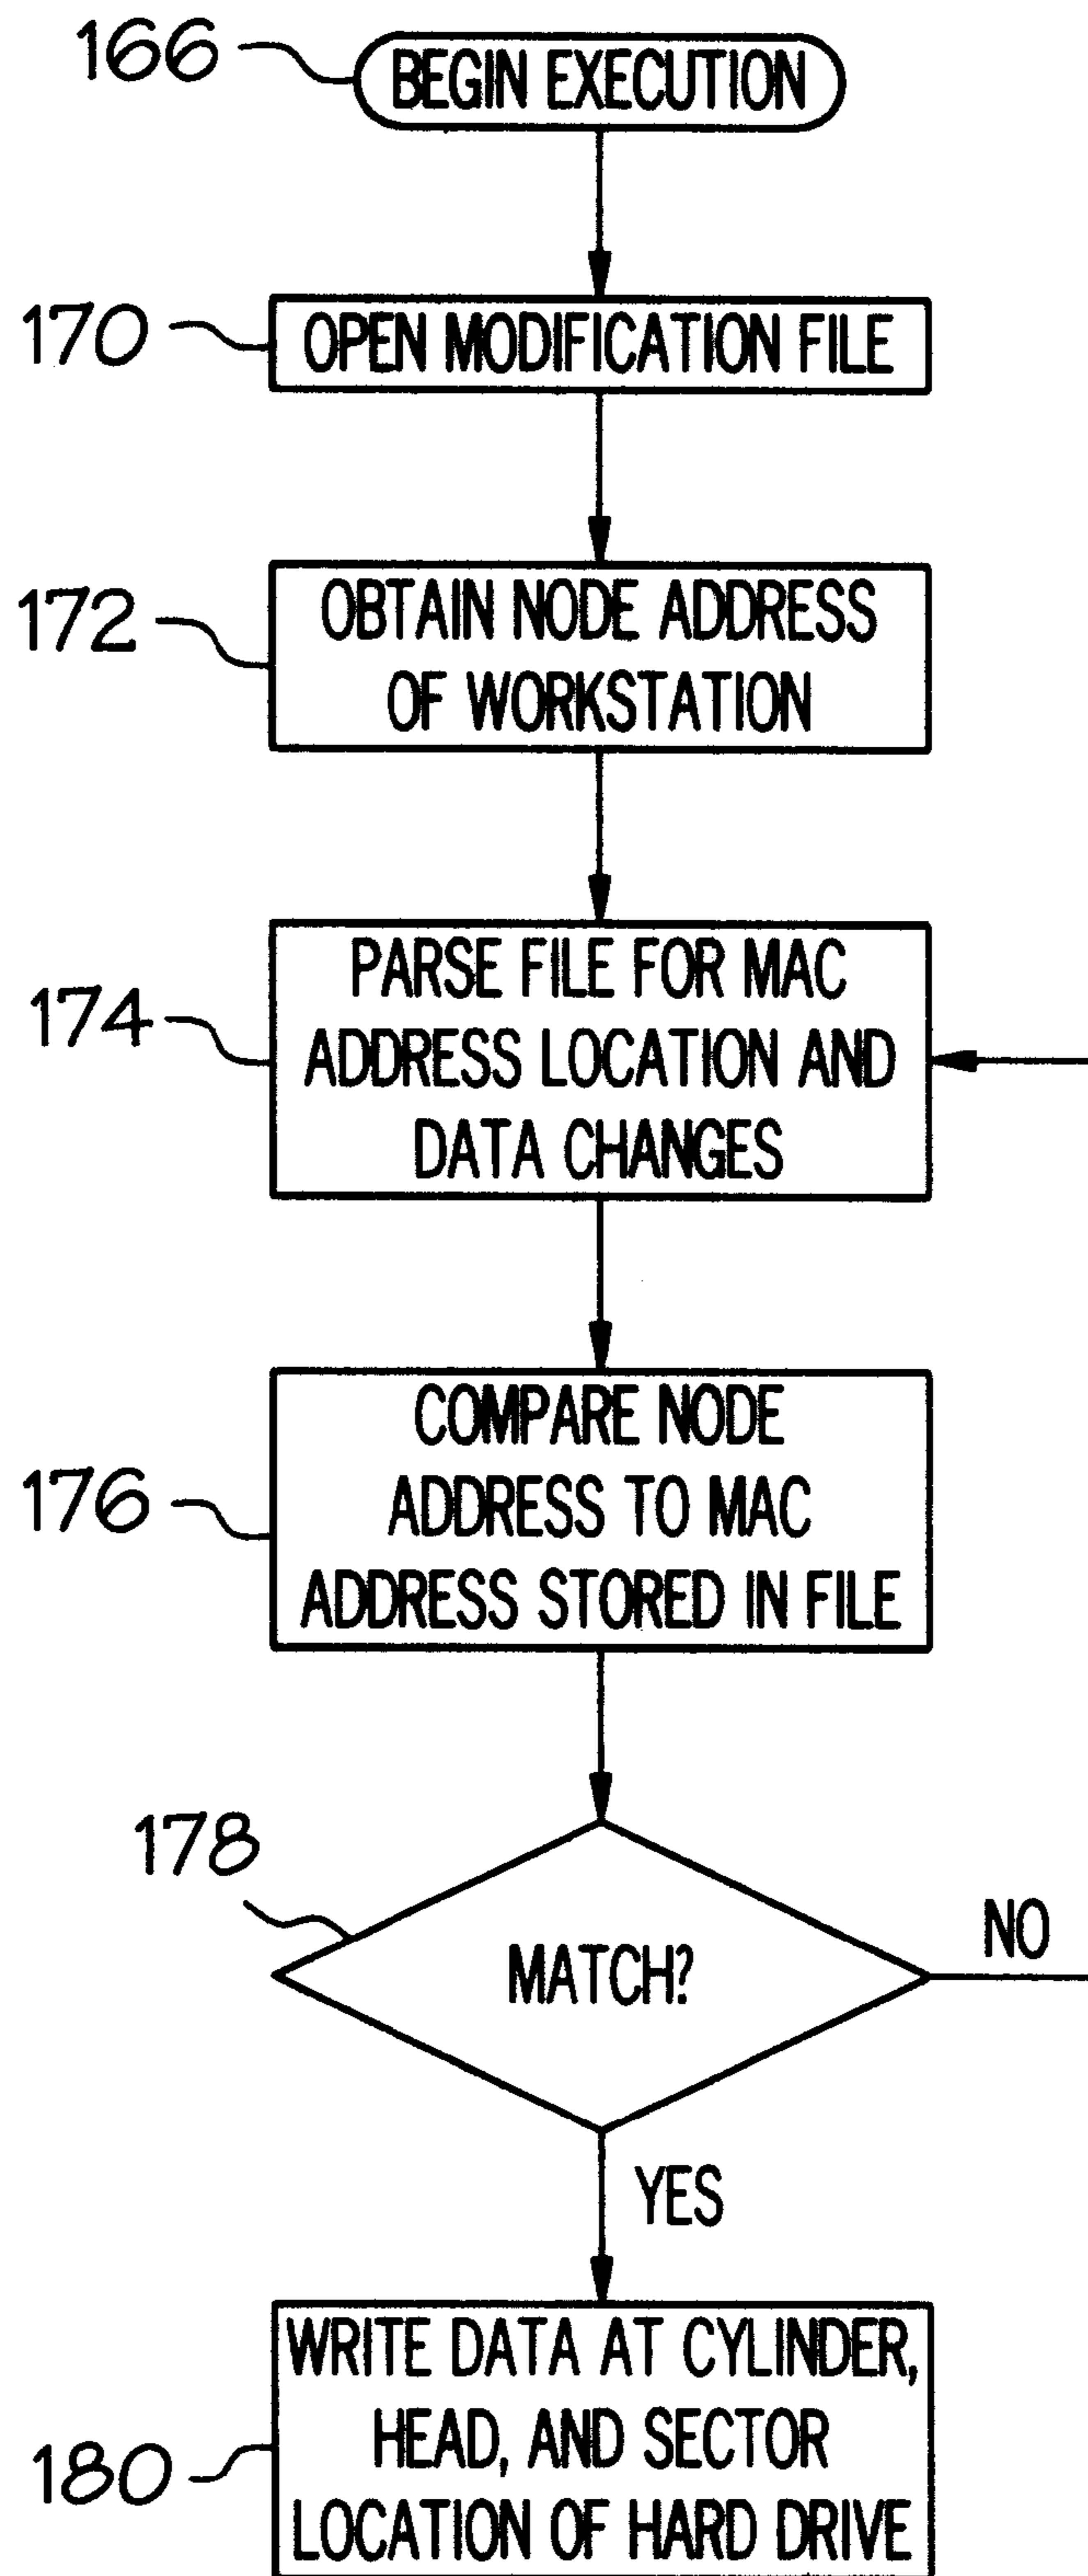 166
BEGIN EXECUTION
170
OPEN MODIFICATION FILE
172
OBTAIN NODE ADDRESS
OF WORKSTATION
174
PARSE FILE FOR MAC
ADDRESS LOCATION AND
DATA CHANGES
176
COMPARE NODE
ADDRESS TO MAC
ADDRESS STORED IN FILE
178
MATCH?
NO
YES
180
WRITE DATA AT CYLINDER,
HEAD, AND SECTOR
LOCATION OF HARD DRIVE